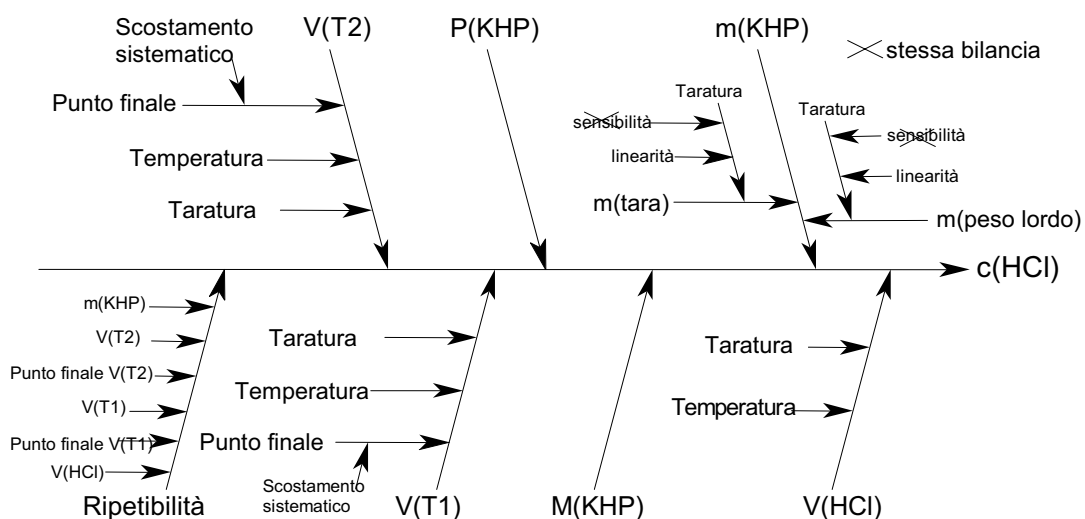 Scostamento
sistematico
V(T2)
P(KHP)
m(KHP)
stessa bilancia
Punto finale
Temperatura
Taratura
Taratura
sensibilità
linearità
m(tara)
Taratura
sensibilità
linearità
m(peso lordo)
c(HCl)
m(KHP)
V(T2)
Punto finale V(T2)
V(T1)
Punto finale V(T1)
V(HCl)
Ripetibilità
Taratura
Temperatura
Punto finale
Scostamento
sistematico
V(T1)
M(KHP)
Taratura
Temperatura
V(HCl)